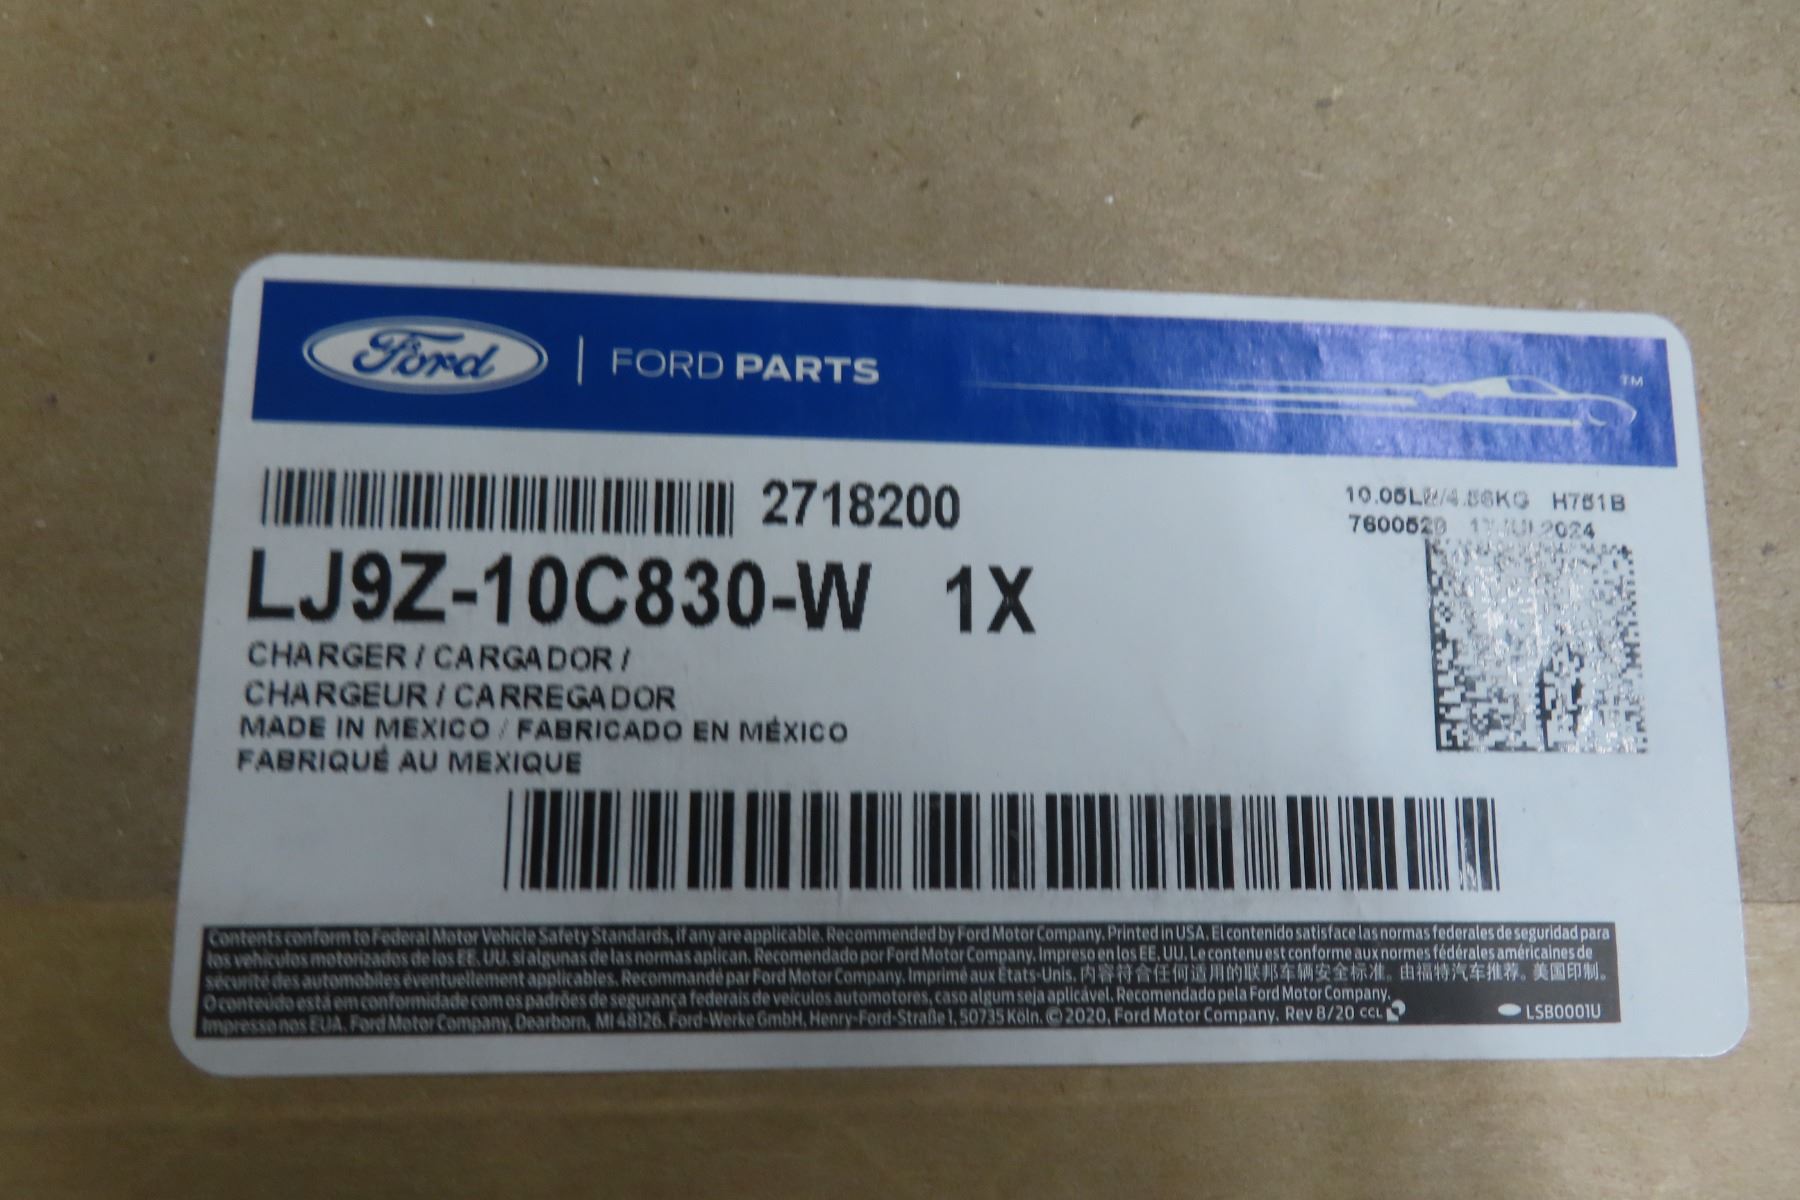 Ford | FORD PARTS
TM
2718200
10.05LB/4.56KG H751B
7600520 17JUL2024
LJ9Z-10C830-W 1X
CHARGER / CARGADOR /
CHARGEUR / CARREGADOR
MADE IN MEXICO / FABRICADO EN MÉXICO
FABRIQUÉ AU MEXIQUE
Contents conform to Federal Motor Vehicle Safety Standards, if any are applicable. Recommended by Ford Motor Company. Printed in USA. El contenido satisface las normas federales de seguridad para
los vehículos motorizados de los EE. UU. si algunas de las normas aplican. Recomendado por Ford Motor Company. Impreso en los EE. UU. Le contenu est conforme aux normes fédérales américaines de
sécurité des automobiles éventuellement applicables. Recommandé par Ford Motor Company. Imprimé aux États-Unis. 内容符合任何适用的联邦车辆安全标准。由福特汽车推荐。美国印制。
O conteúdo está em conformidade com os padrões de segurança federais de veículos automotores, caso algum seja aplicável. Recomendado pela Ford Motor Company.
Impresso nos EUA. Ford Motor Company, Dearborn, MI 48126. Ford-Werke GmbH, Henry-Ford-Straße 1, 50735 Köln. © 2020, Ford Motor Company. Rev 8/20 CCL LSB0001U